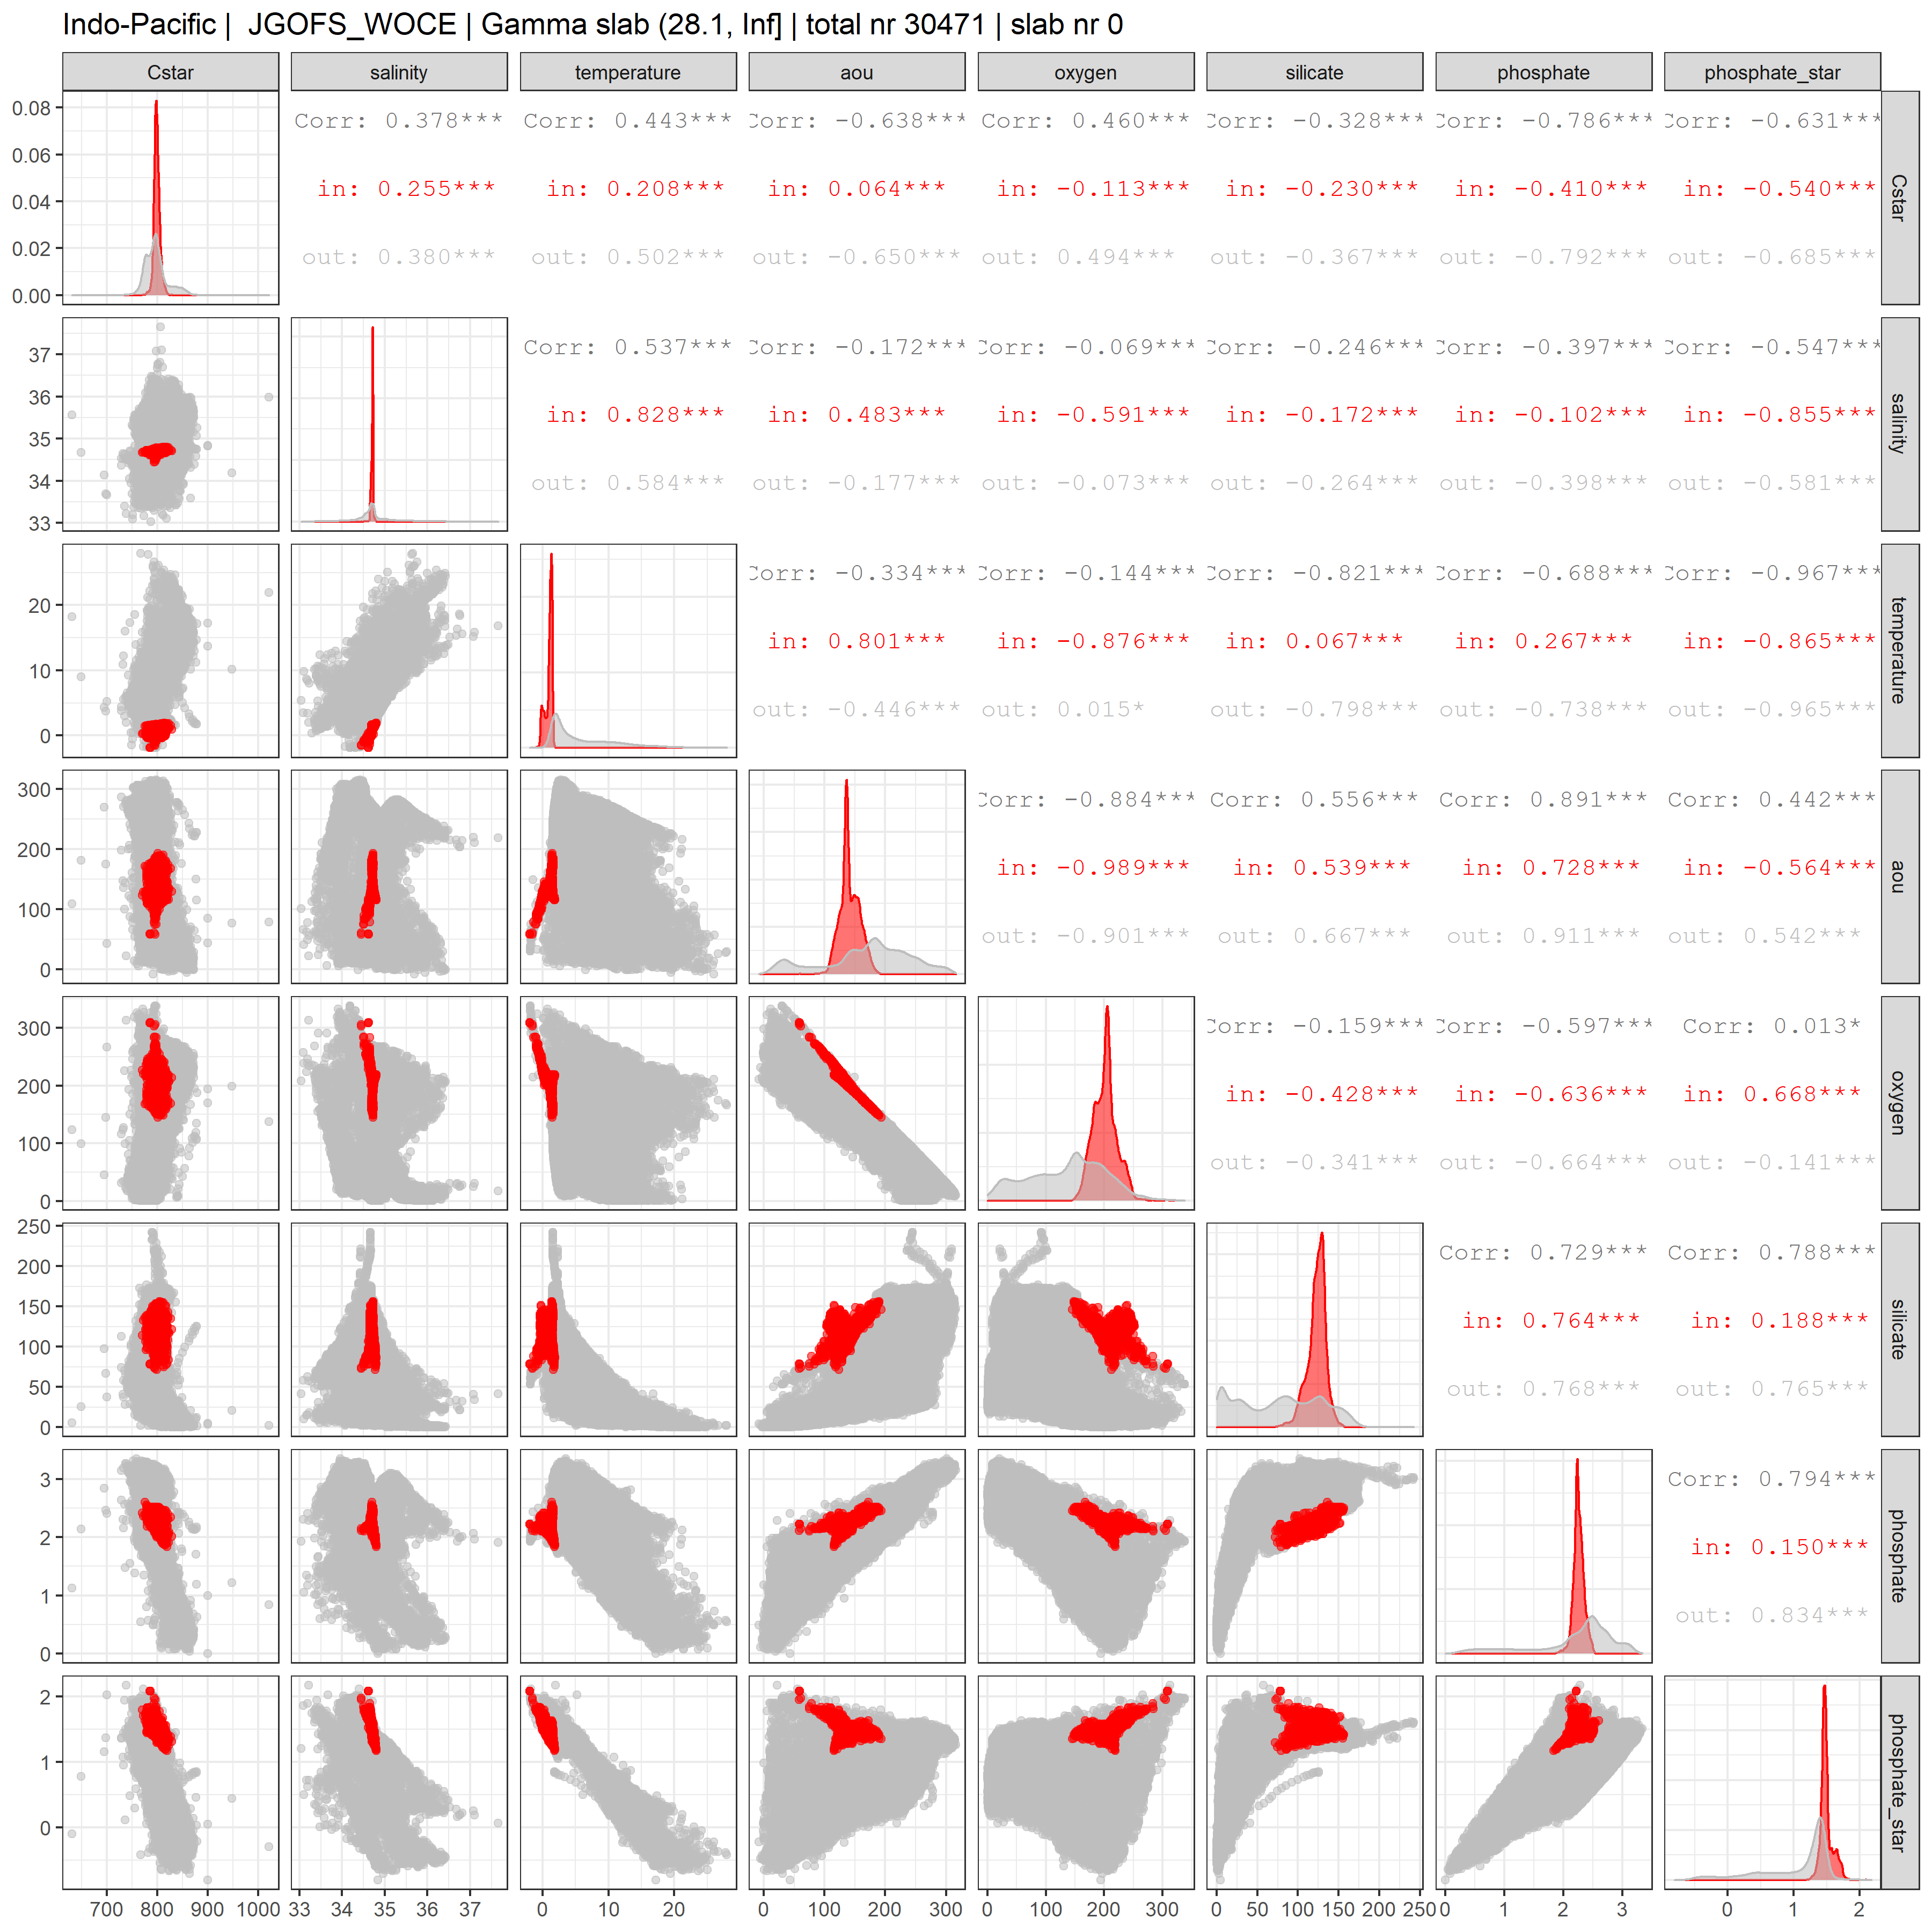 Indo-Pacific |  JGOFS_WOCE | Gamma slab (28.1, Inf] | total nr 30471 | slab nr 0
Cstar salinity temperature aou oxygen silicate phosphate phosphate_star
0.08
0.06
0.04
0.02
0.00
Corr: 0.378*** Corr: 0.443*** Corr: -0.638*** Corr: 0.460*** Corr: -0.328*** Corr: -0.786*** Corr: -0.631***
in: 0.255*** in: 0.208*** in: 0.064*** in: -0.113*** in: -0.230*** in: -0.410*** in: -0.540***
out: 0.380*** out: 0.502*** out: -0.650*** out: 0.494*** out: -0.367*** out: -0.792*** out: -0.685***
Cstar
37
36
35
34
33
Corr: 0.537*** Corr: -0.172*** Corr: -0.069*** Corr: -0.246*** Corr: -0.397*** Corr: -0.547***
in: 0.828*** in: 0.483*** in: -0.591*** in: -0.172*** in: -0.102*** in: -0.855***
out: 0.584*** out: -0.177*** out: -0.073*** out: -0.264*** out: -0.398*** out: -0.581***
salinity
20
10
0
Corr: -0.334*** Corr: -0.144*** Corr: -0.821*** Corr: -0.688*** Corr: -0.967***
in: 0.801*** in: -0.876*** in: 0.067*** in: 0.267*** in: -0.865***
out: -0.446*** out: 0.015* out: -0.798*** out: -0.738*** out: -0.965***
temperature
300
200
100
0
Corr: -0.884*** Corr: 0.556*** Corr: 0.891*** Corr: 0.442***
in: -0.989*** in: 0.539*** in: 0.728*** in: -0.564***
out: -0.901*** out: 0.667*** out: 0.911*** out: 0.542***
aou
300
200
100
0
Corr: -0.159*** Corr: -0.597*** Corr: 0.013*
in: -0.428*** in: -0.636*** in: 0.668***
out: -0.341*** out: -0.664*** out: -0.141***
oxygen
250
200
150
100
50
0
Corr: 0.729*** Corr: 0.788***
in: 0.764*** in: 0.188***
out: 0.768*** out: 0.765***
silicate
3
2
1
0
Corr: 0.794***
in: 0.150***
out: 0.834***
phosphate
2
1
0
phosphate_star
700 800 900 1000 33 34 35 36 37 0 10 20 0 100 200 300 0 100 200 300 0 50 100 150 200 250 0 1 2 3 0 1 2